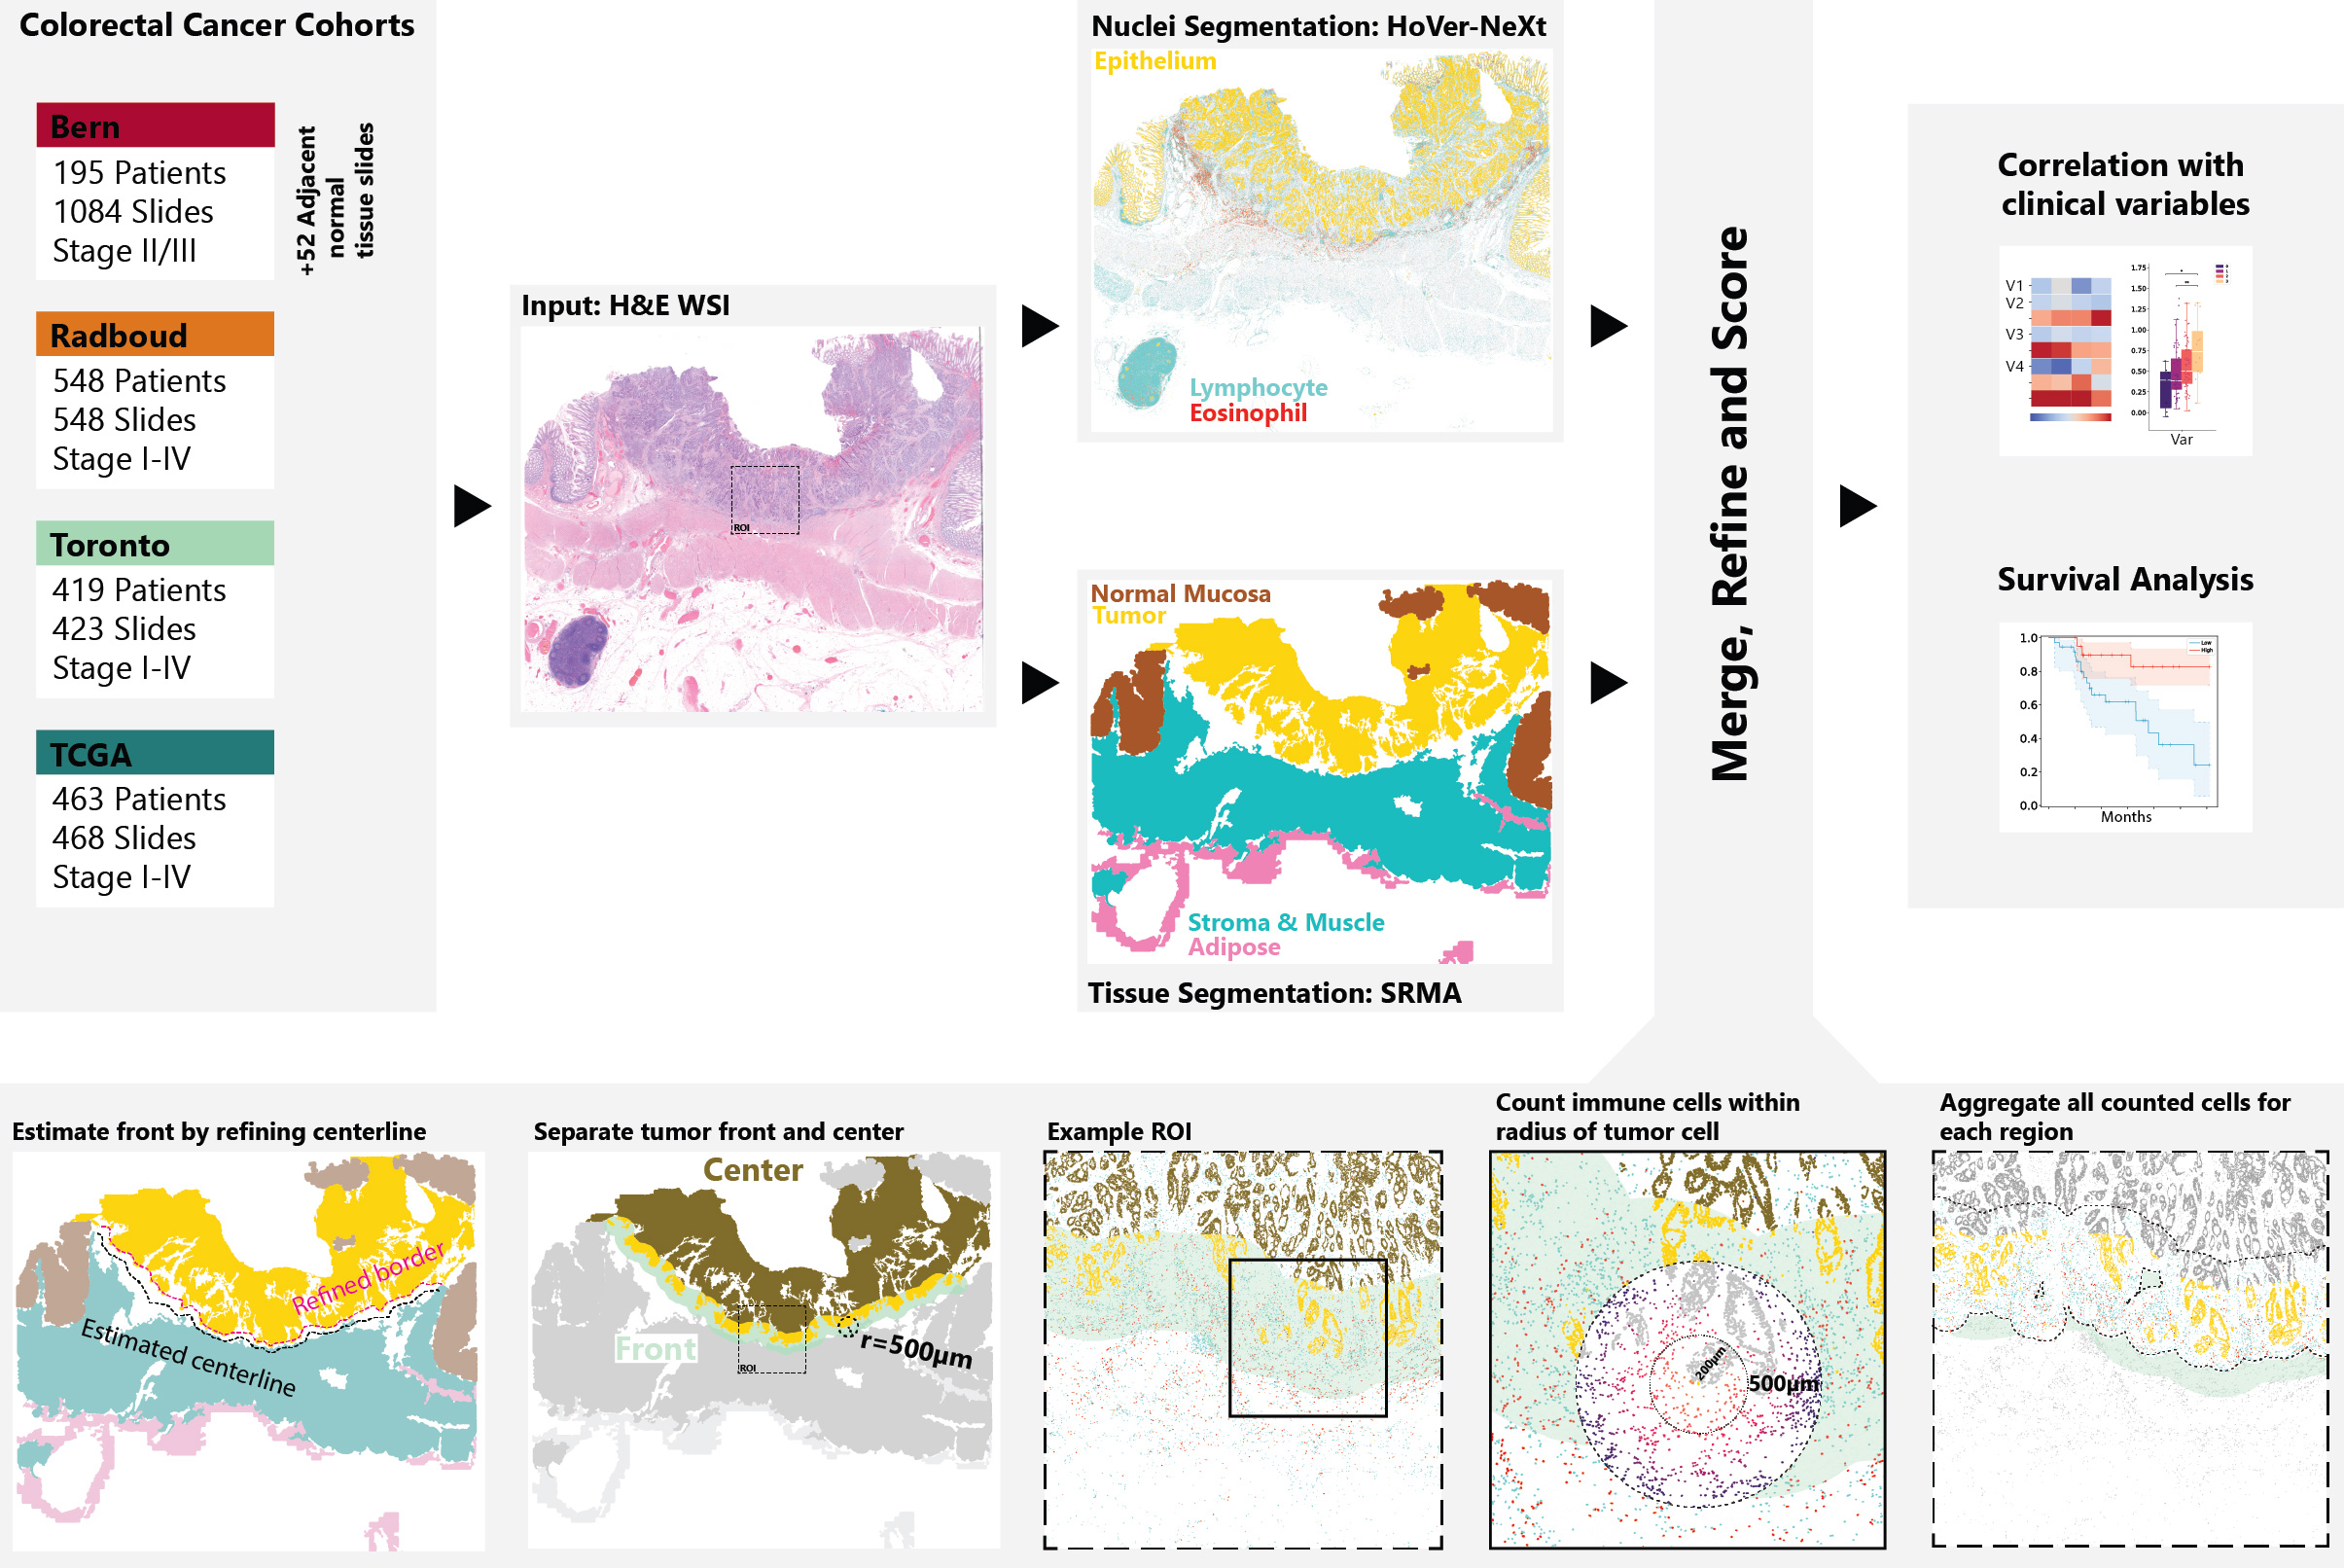 Colorectal Cancer Cohorts
Bern
195 Patients
1084 Slides
Stage II/III
+52 Adjacent
normal
tissue slides
Radboud
548 Patients
548 Slides
Stage I-IV
Toronto
419 Patients
423 Slides
Stage I-IV
TCGA
463 Patients
468 Slides
Stage I-IV
Input: H&E WSI
ROI
Nuclei Segmentation: HoVer-NeXt
Epithelium
Lymphocyte
Eosinophil
Normal Mucosa
Tumor
Stroma & Muscle
Adipose
Tissue Segmentation: SRMA
Merge, Refine and Score
Correlation with
clinical variables
V1
V2
V3
V4
1.75
1.50
1.25
1.00
0.75
0.50
0.25
0.00
Var
Survival Analysis
1.0
0.8
0.6
0.4
0.2
0.0
Low
High
Months
Estimate front by refining centerline
Refined border
Estimated centerline
Separate tumor front and center
Center
Front
r=500µm
ROI
Example ROI
Count immune cells within
radius of tumor cell
200µm
500µm
Aggregate all counted cells for
each region